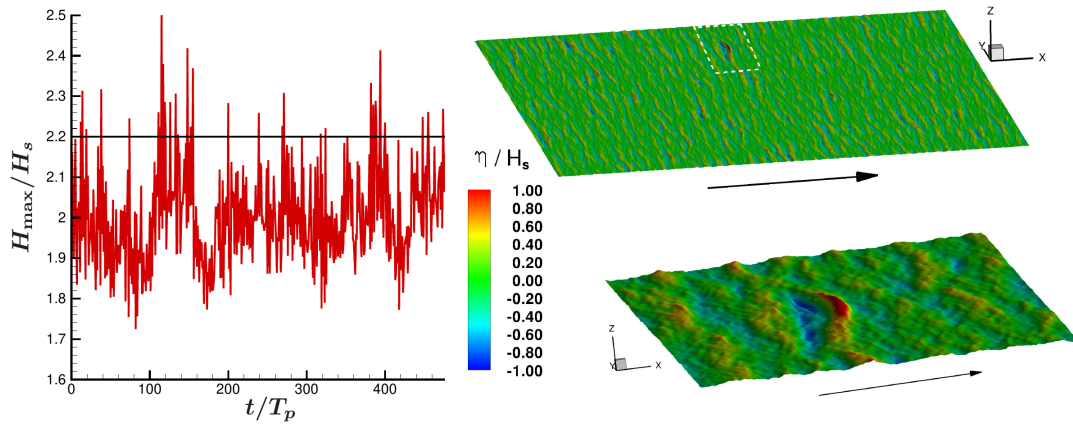 2.5
2.4
2.3
2.2
2.1
2
1.9
1.8
1.7
1.6
H_max/H_s
0 100 200 300 400
t/T_p
η / H_s
1.00
0.80
0.60
0.40
0.20
0.00
-0.20
-0.40
-0.60
-0.80
-1.00
Z
Y
X
Z
Y
X